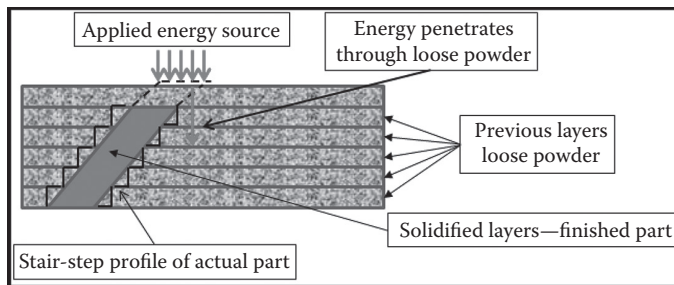 Applied energy source
Energy penetrates
through loose powder
Previous layers
loose powder
Solidified layers—finished part
Stair-step profile of actual part